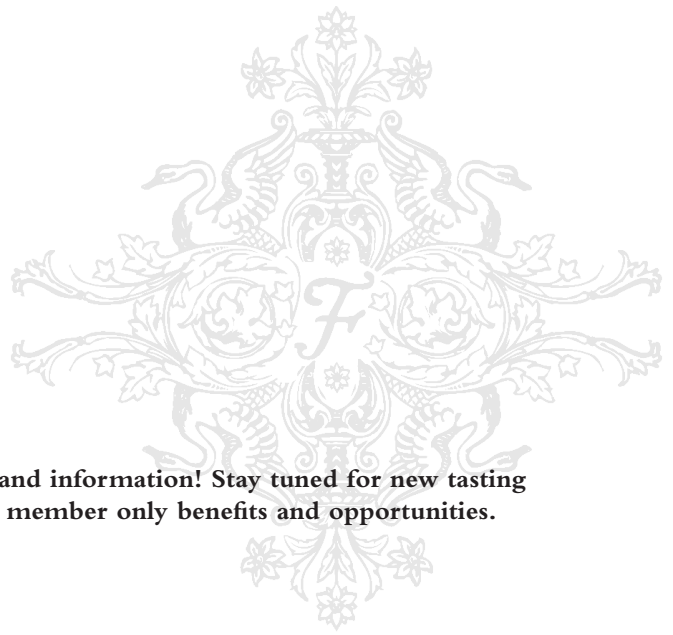 F
and information! Stay tuned for new tasting
member only benefits and opportunities.